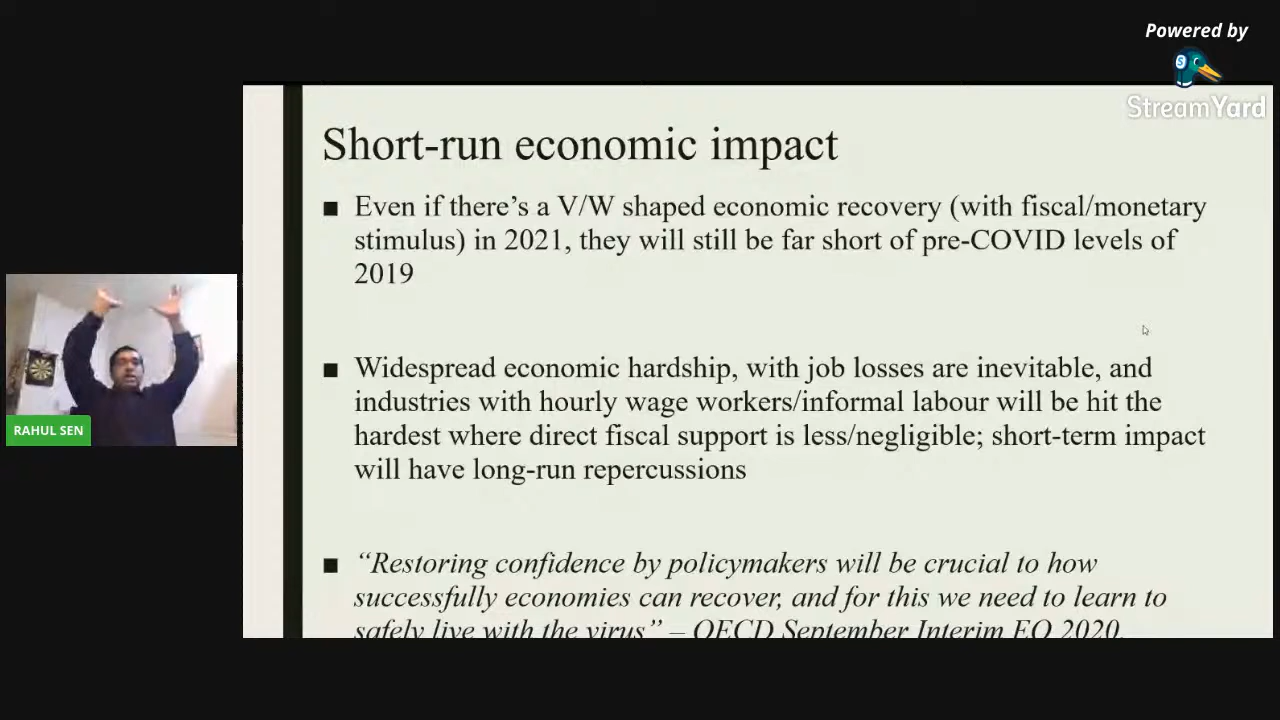 Powered by
StreamYard
Short-run economic impact
■ Even if there’s a V/W shaped economic recovery (with fiscal/monetary
stimulus) in 2021, they will still be far short of pre-COVID levels of
2019
■ Widespread economic hardship, with job losses are inevitable, and
industries with hourly wage workers/informal labour will be hit the
hardest where direct fiscal support is less/negligible; short-term impact
will have long-run repercussions
■ “Restoring confidence by policymakers will be crucial to how
successfully economies can recover, and for this we need to learn to
safely live with the virus” – OECD September Interim EO 2020.
RAHUL SEN